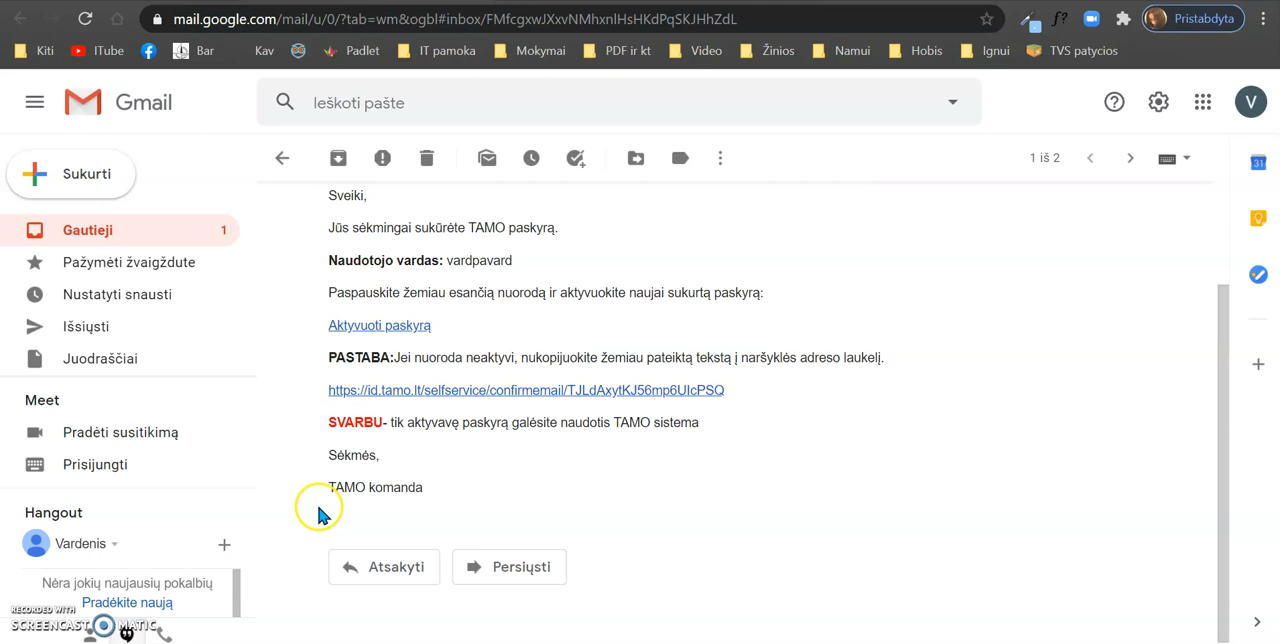 mail.google.com/mail/u/0/?tab=wm&ogbl#inbox/FMfcgxwJXxvNMhxnlHsHKdPqSKJHhZdL
f?
Pristabdyta
Kiti
ITube
Bar
Kav
Padlet
IT pamoka
Mokymai
PDF ir kt
Video
Žinios
Namui
Hobis
Ignui
TVS patycios
Gmail
Ieškoti pašte
V
Sukurti
1 iš 2
31
Gautieji 1
Pažymėti žvaigždute
Nustatyti snausti
Išsiųsti
Juodraščiai
Meet
Pradėti susitikimą
Prisijungti
Hangout
Vardenis
Nėra jokių naujausių pokalbių
Pradėkite naują
Sveiki,
Jūs sėkmingai sukūrėte TAMO paskyrą.
Naudotojo vardas: vardpavard
Paspauskite žemiau esančią nuorodą ir aktyvuokite naujai sukurtą paskyrą:
Aktyvuoti paskyrą
PASTABA:Jei nuoroda neaktyvi, nukopijuokite žemiau pateiktą tekstą į naršyklės adreso laukelį.
https://id.tamo.lt/selfservice/confirmemail/TJLdAxytKJ56mp6UIcPSQ
SVARBU- tik aktyvavę paskyrą galėsite naudotis TAMO sistema
Sėkmės,
TAMO komanda
Atsakyti
Persiųsti
RECORDED WITH
SCREENCAST-O-MATIC